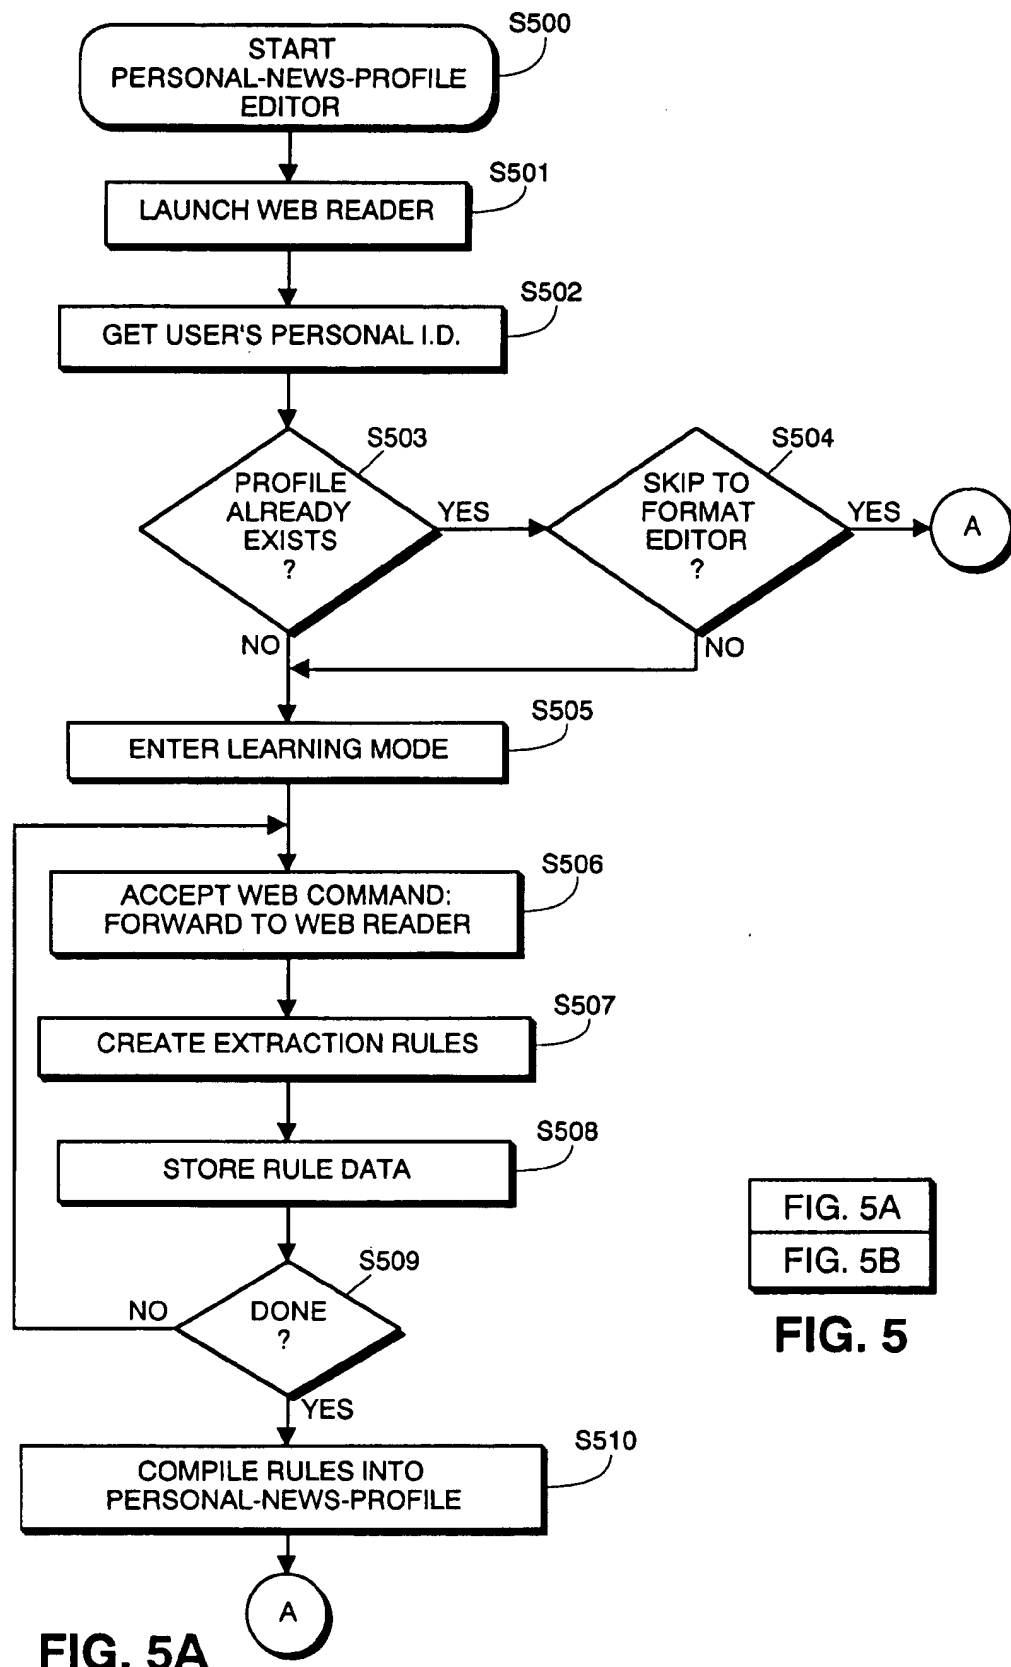 S500
START
PERSONAL-NEWS-PROFILE
EDITOR
S501
LAUNCH WEB READER
S502
GET USER'S PERSONAL I.D.
S503
PROFILE
ALREADY
EXISTS
?
YES
NO
S504
SKIP TO
FORMAT
EDITOR
?
YES
A
NO
S505
ENTER LEARNING MODE
S506
ACCEPT WEB COMMAND:
FORWARD TO WEB READER
S507
CREATE EXTRACTION RULES
S508
STORE RULE DATA
S509
DONE
?
NO
YES
S510
COMPILE RULES INTO
PERSONAL-NEWS-PROFILE
A
FIG. 5A
FIG. 5A
FIG. 5B
FIG. 5